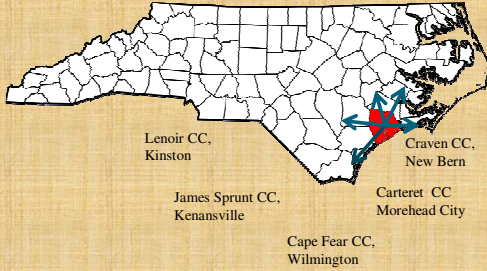 Lenoir CC,
Kinston
Craven CC,
New Bern
James Sprunt CC,
Kenansville
Carteret CC
Morehead City
Cape Fear CC,
Wilmington